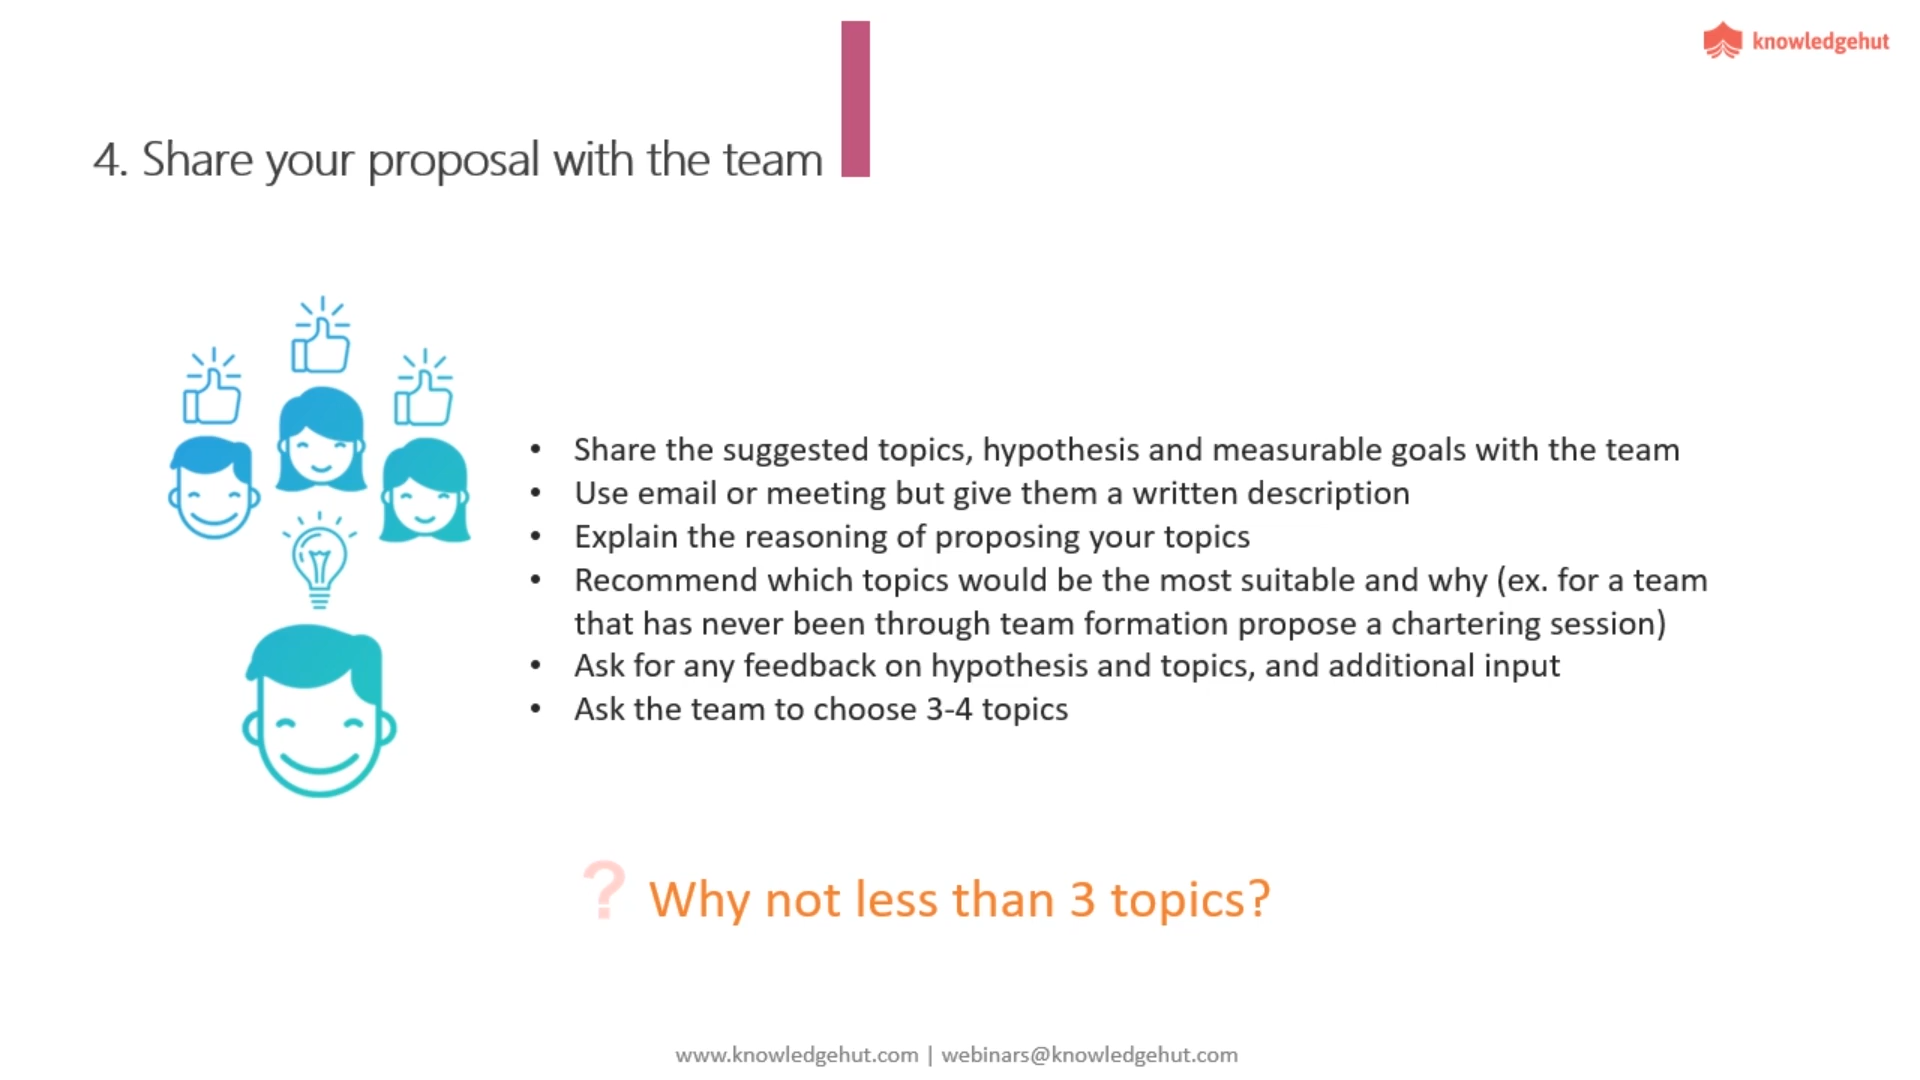 knowledgehut
4. Share your proposal with the team
• Share the suggested topics, hypothesis and measurable goals with the team
• Use email or meeting but give them a written description
• Explain the reasoning of proposing your topics
• Recommend which topics would be the most suitable and why (ex. for a team
that has never been through team formation propose a chartering session)
• Ask for any feedback on hypothesis and topics, and additional input
• Ask the team to choose 3-4 topics
? Why not less than 3 topics?
www.knowledgehut.com | webinars@knowledgehut.com